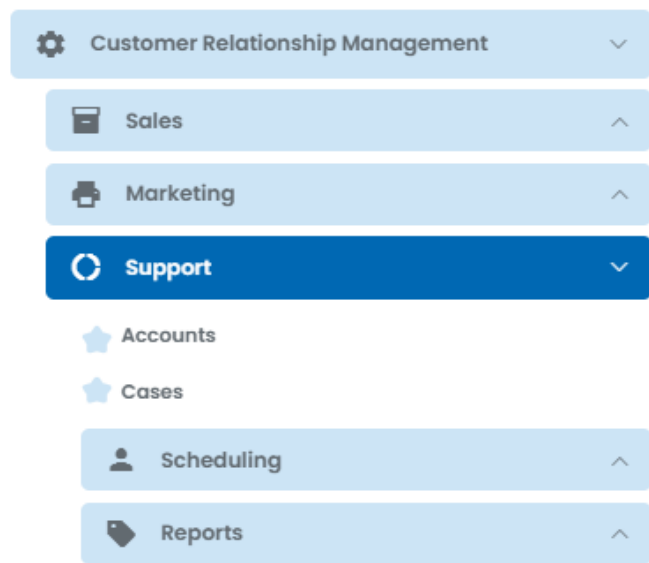 Customer Relationship Management
Sales
Marketing
Support
Accounts
Cases
Scheduling
Reports